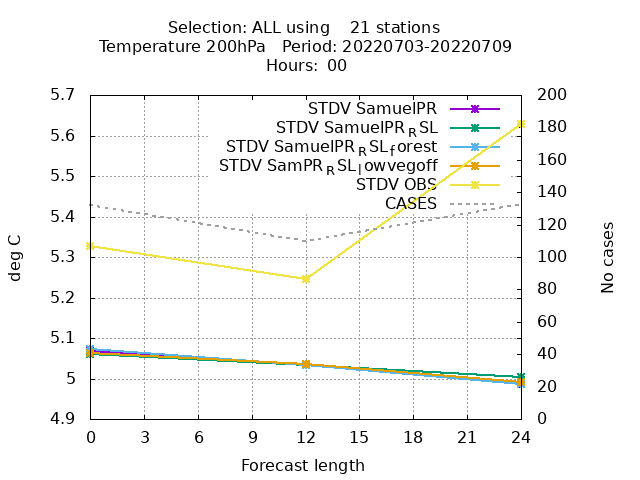 Selection: ALL using 21 stations
Temperature 200hPa Period: 20220703-20220709
Hours: 00
5.7
5.6
5.5
5.4
5.3
5.2
5.1
5
4.9
deg C
STDV SamuelPR
STDV SamuelPR_RSL
STDV SamuelPR_RSL_forest
STDV SamPR_RSL_lowvegoff
STDV OBS
CASES
200
180
160
140
120
100
80
60
40
20
0
No cases
0 3 6 9 12 15 18 21 24
Forecast length